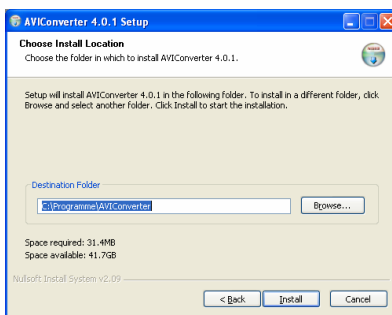 AVIConverter 4.0.1 Setup
Choose Install Location
Choose the folder in which to install AVIConverter 4.0.1.
Setup will install AVIConverter 4.0.1 in the following folder. To install in a different folder, click
Browse and select another folder. Click Install to start the installation.
Destination Folder
C:\Programme\AVIConverter
Browse...
Space required: 31.4MB
Space available: 41.7GB
Nullsoft Install System v2.09
< Back
Install
Cancel